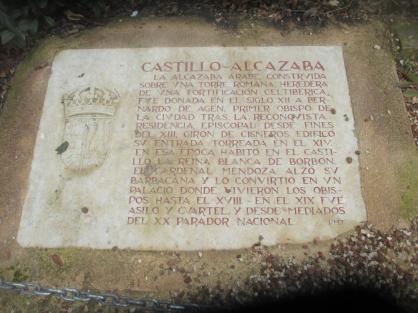 CASTILLO-ALCAZABA
LA ALCAZABA ARABE, CONSTRVIDA
SOBRE VNA TORRE ROMANA HEREDERA
DE VNA FORTIFICACION CELTIBERICA,
FVE DONADA EN EL SIGLO XII A BER-
NARDO DE AGEN, PRIMER OBISPO DE
LA CIVDAD TRAS LA RECONQVISTA.
RESIDENCIA EPISCOPAL DESDE FINES
DEL XIII, GIRON DE CISNEROS EDIFICO
SV ENTRADA TORREADA EN EL XIV.
EN ESA EPOCA HABITO EN EL CASTI-
LLO LA REINA BLANCA DE BORBON.
EL CARDENAL MENDOZA ALZO SV
BARBACANA Y LO CONVIRTIO EN VN
PALACIO DONDE VIVIERON LOS OBIS-
POS HASTA EL XVIII - EN EL XIX FVE
ASILO Y CVARTEL, Y DESDE MEDIADOS
DEL XX PARADOR NACIONAL.